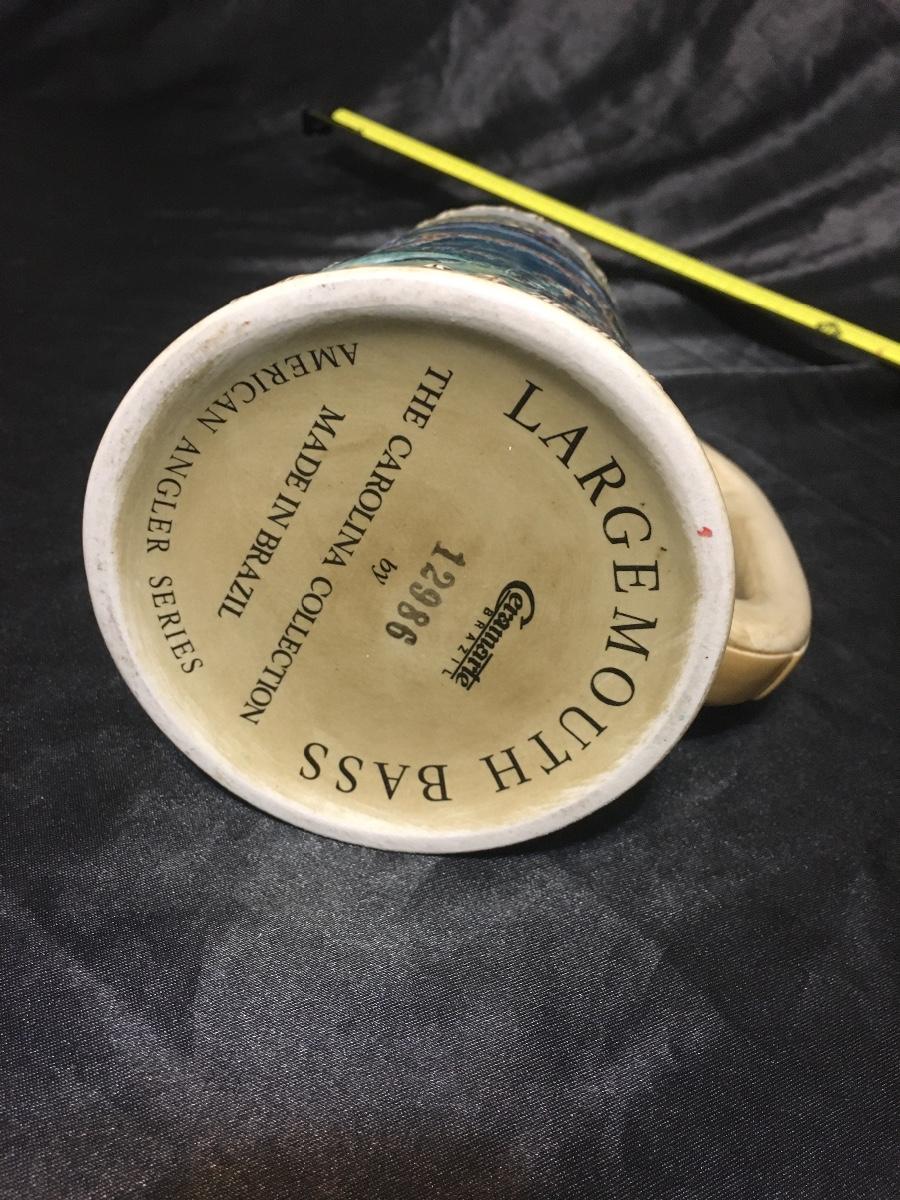 LARGEMOUTH BASS
Ceramarte
BRAZIL
12986
by
THE CAROLINA COLLECTION
MADE IN BRAZIL
AMERICAN ANGLER SERIES